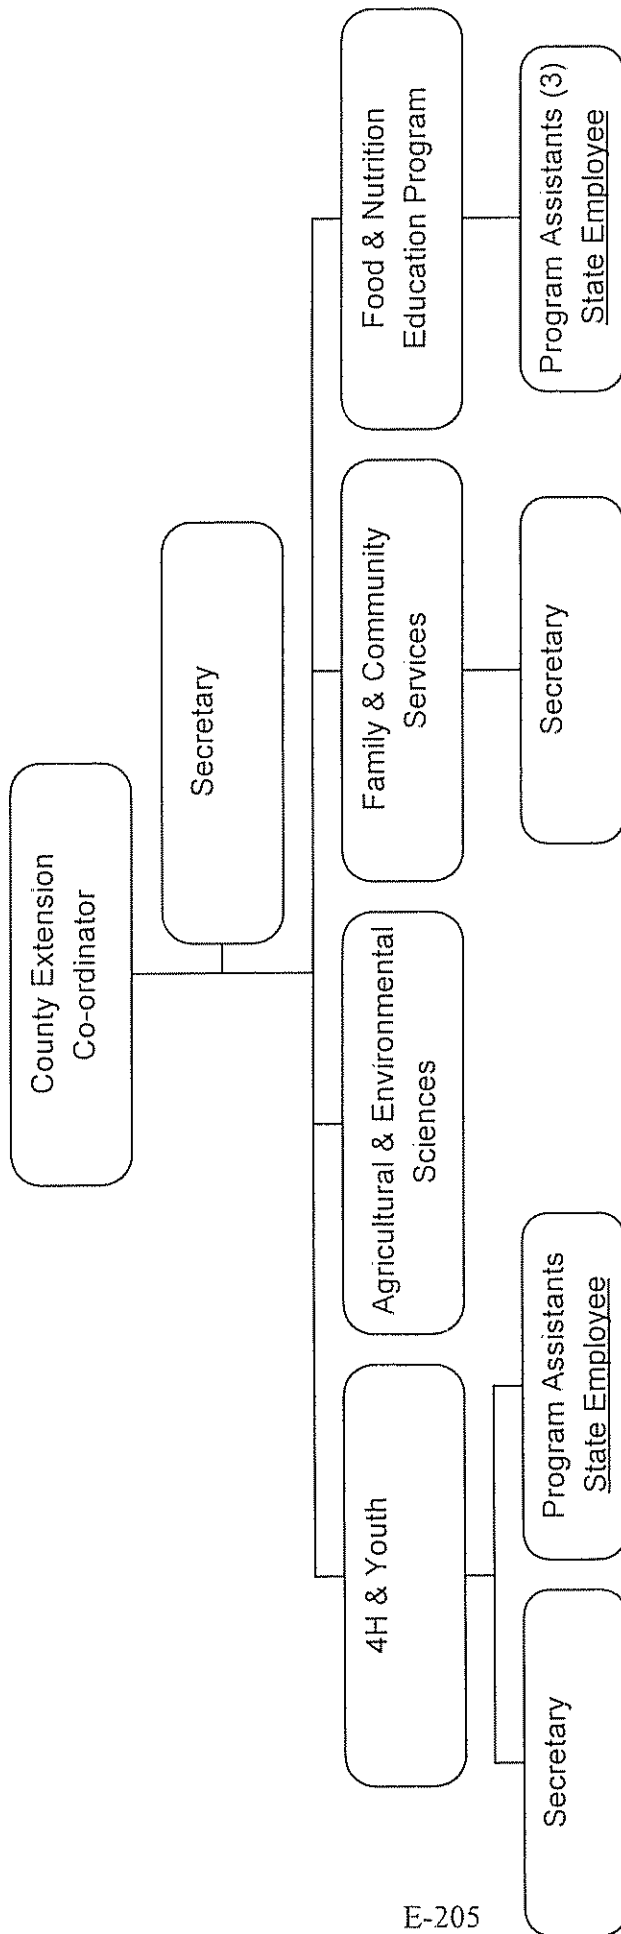 County Extension
Co-ordinator
Secretary
4H & Youth
Agricultural & Environmental
Sciences
Family & Community
Services
Food & Nutrition
Education Program
Secretary
Program Assistants
State Employee
Secretary
Program Assistants (3)
State Employee
E-205